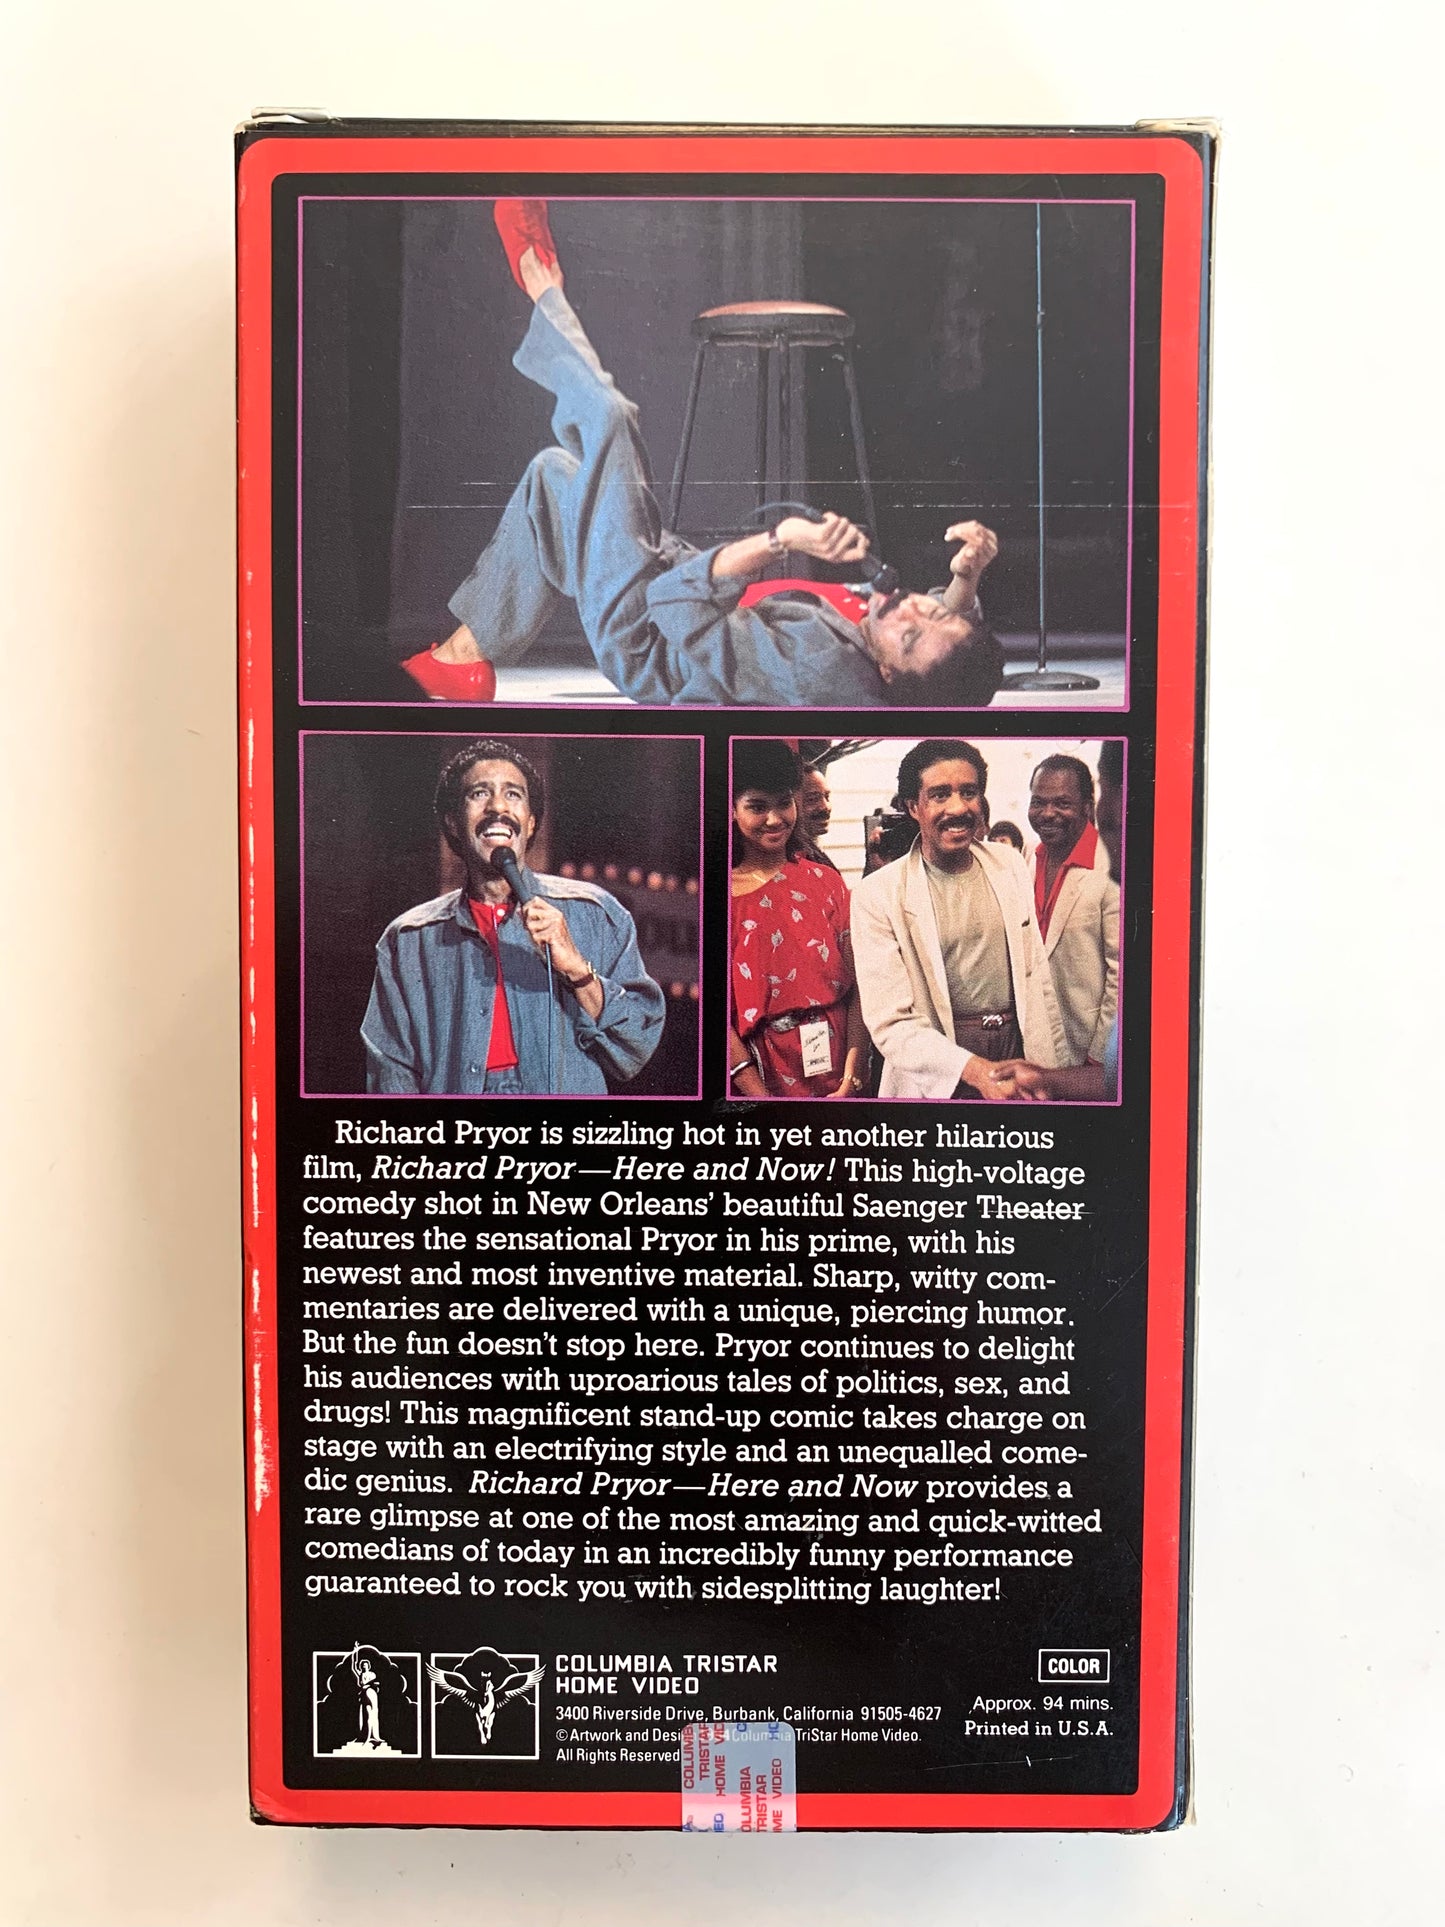 Richard Pryor is sizzling hot in yet another hilarious
film, Richard Pryor—Here and Now! This high-voltage
comedy shot in New Orleans' beautiful Saenger Theater
features the sensational Pryor in his prime, with his
newest and most inventive material. Sharp, witty com-
mentaries are delivered with a unique, piercing humor.
But the fun doesn't stop here. Pryor continues to delight
his audiences with uproarious tales of politics, sex, and
drugs! This magnificent stand-up comic takes charge on
stage with an electrifying style and an unequalled come-
dic genius. Richard Pryor—Here and Now provides a
rare glimpse at one of the most amazing and quick-witted
comedians of today in an incredibly funny performance
guaranteed to rock you with sidesplitting laughter!
COLUMBIA TRISTAR
HOME VIDEO
3400 Riverside Drive, Burbank, California 91505-4627
© Artwork and TriStar Home Video.
All Rights Reserved
COLOR
Approx. 94 mins.
Printed in U.S.A.
TRISTAR
HOME VID
OLUMBIA
TRISTAR
OME VIDEO